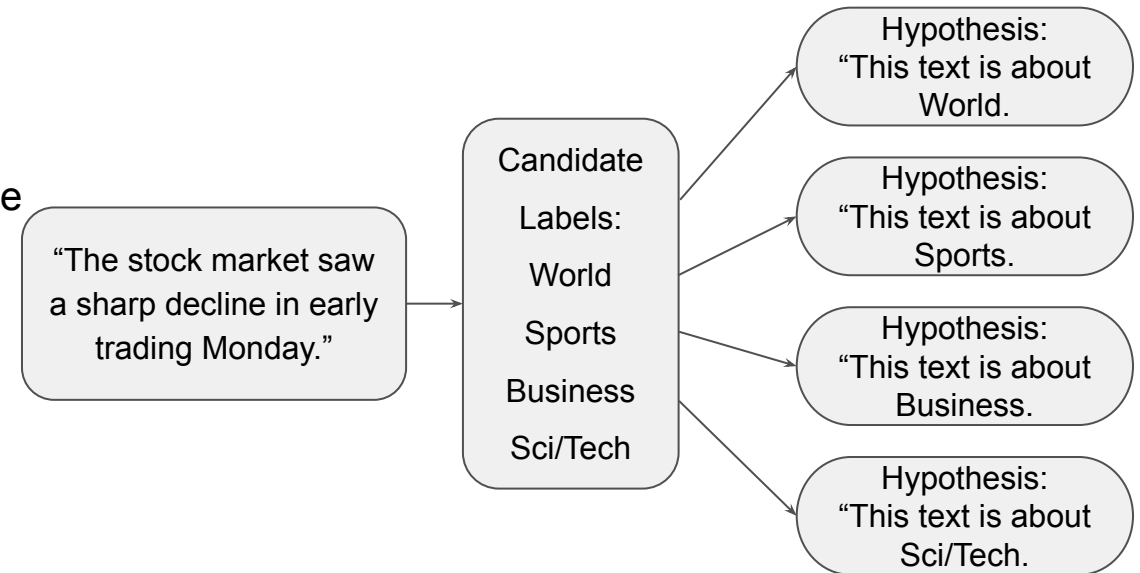 e
“The stock market saw
a sharp decline in early
trading Monday.”
Candidate
Labels:
World
Sports
Business
Sci/Tech
Hypothesis:
“This text is about
World.
Hypothesis:
“This text is about
Sports.
Hypothesis:
“This text is about
Business.
Hypothesis:
“This text is about
Sci/Tech.